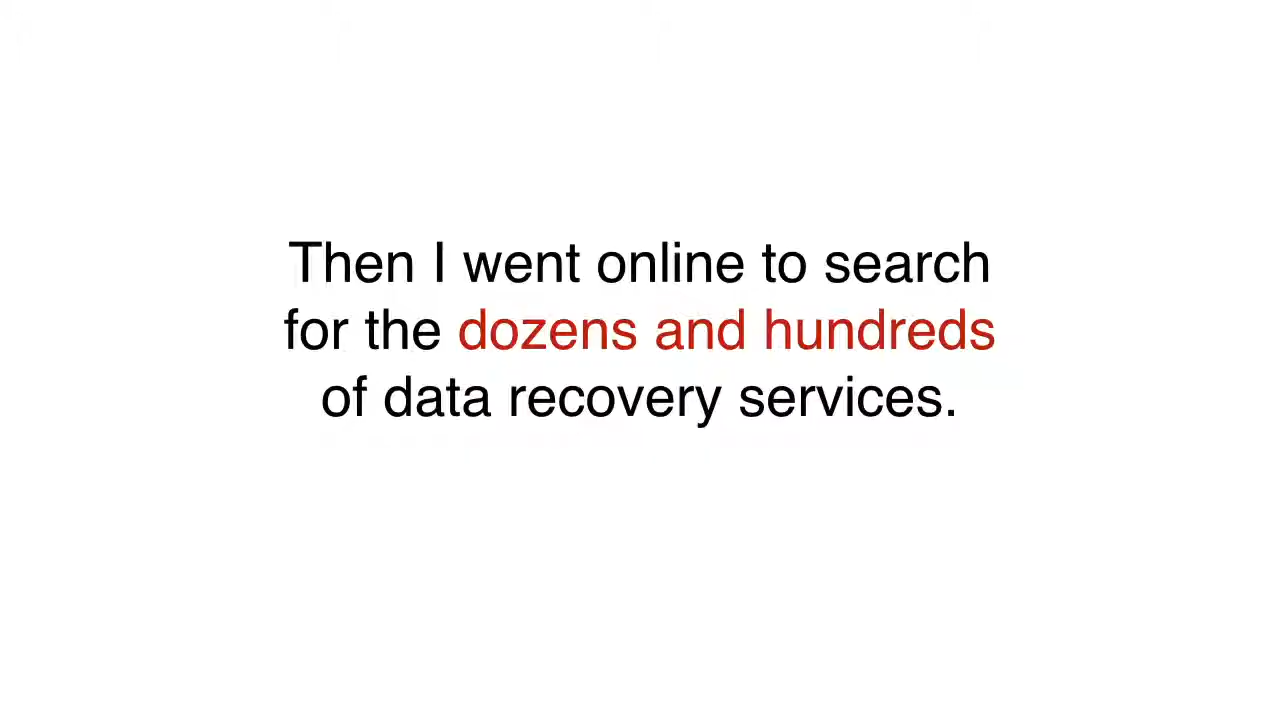 Then I went online to search
for the dozens and hundreds
of data recovery services.